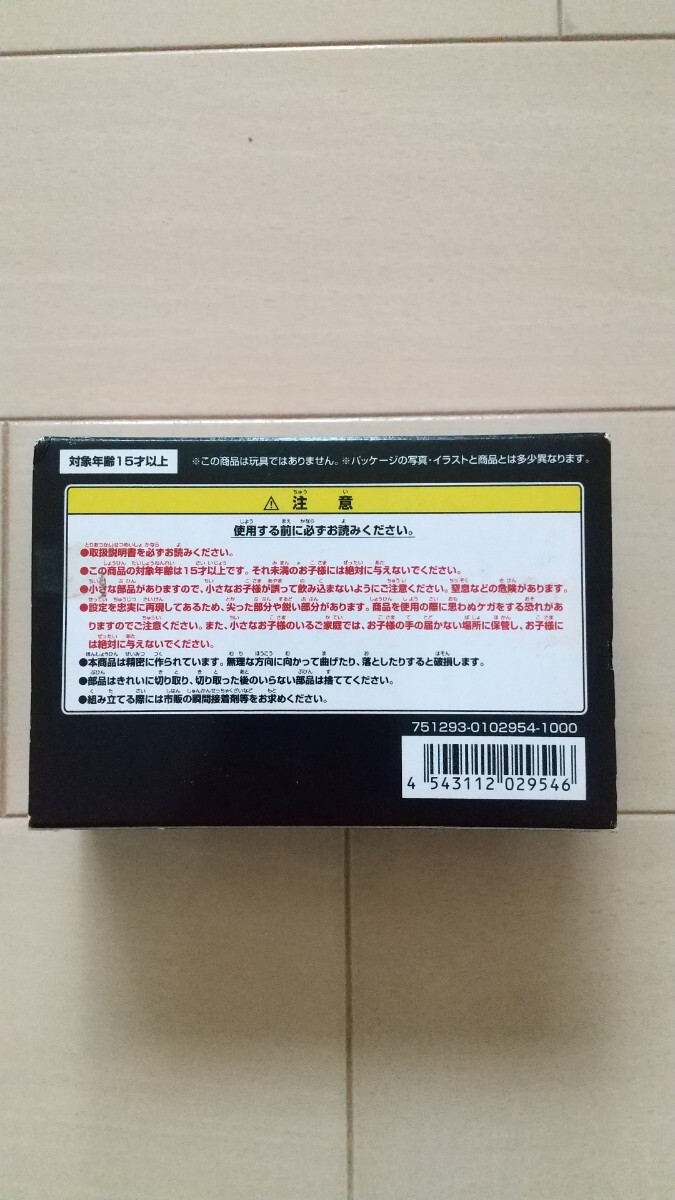 対象年齢15才以上 ※この商品は玩具ではありません。※パッケージの写真・イラストと商品とは多少異なります。
⚠注意
使用する前に必ずお読みください。
●取扱説明書を必ずお読みください。
●この商品の対象年齢は15才以上です。それ未満のお子様には絶対に与えないでください。
●小さな部品がありますので、小さなお子様が誤って飲み込まないようにご注意ください。窒息などの危険があります。
●設定を忠実に再現してあるため、尖った部分や鋭い部分があります。商品を使用の際に思わぬケガをする恐れがあ
りますのでご注意ください。また、小さなお子様のいるご家庭では、お子様の手の届かない場所に保管し、お子様に
は絶対に与えないでください。
●本商品は精密に作られています。無理な方向に向かって曲げたり、落としたりすると破損します。
●部品はきれいに切り取り、切り取った後のいらない部品は捨ててください。
●組み立てる際には市販の瞬間接着剤等をお求めください。
751293-0102954-1000
4 543112 029546